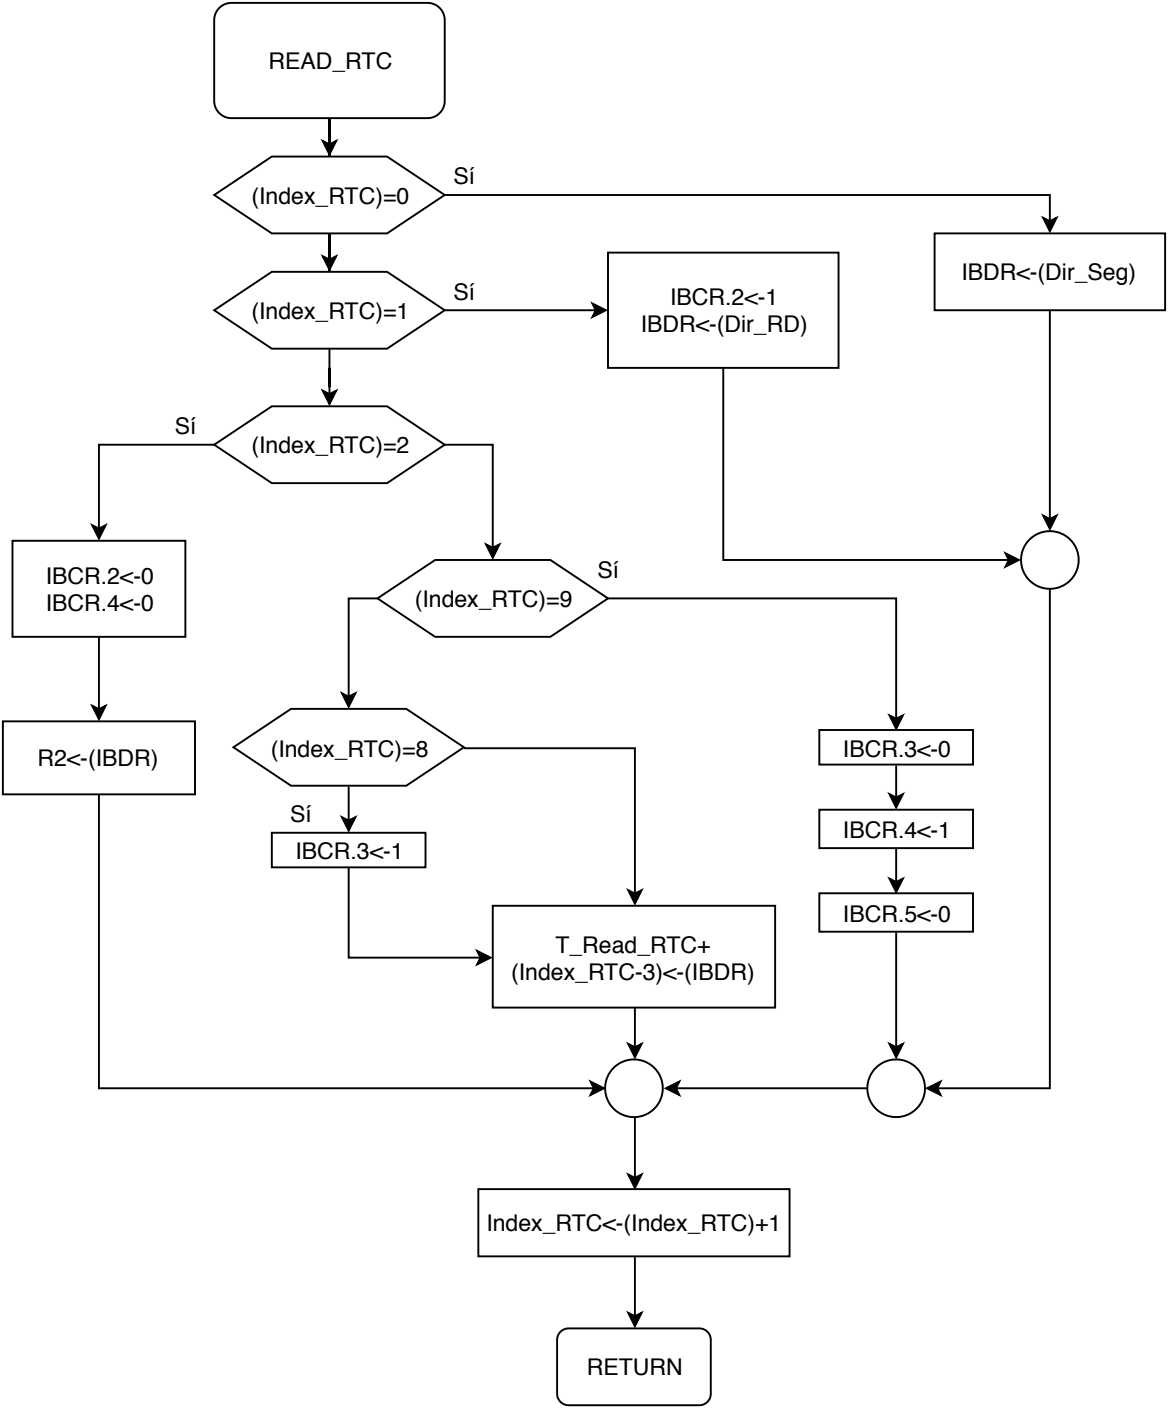 READ_RTC
(Index_RTC)=0
Sí
IBDR<-(Dir_Seg)
(Index_RTC)=1
Sí
IBCR.2<-1
IBDR<-(Dir_RD)
Sí
(Index_RTC)=2
IBCR.2<-0
IBCR.4<-0
(Index_RTC)=9
Sí
R2<-(IBDR)
(Index_RTC)=8
IBCR.3<-0
Sí
IBCR.3<-1
IBCR.4<-1
IBCR.5<-0
T_Read_RTC+
(Index_RTC-3)<-(IBDR)
Index_RTC<-(Index_RTC)+1
RETURN